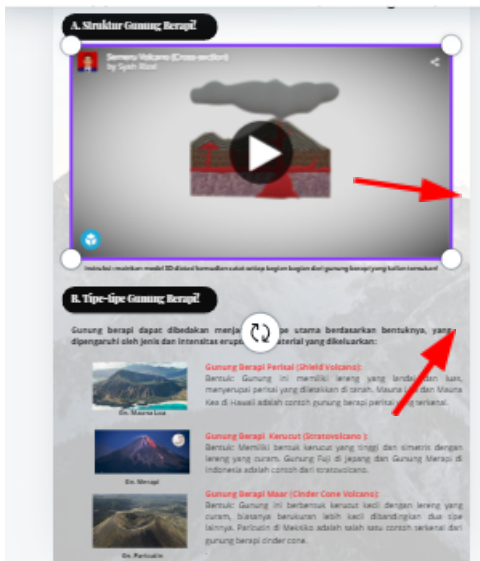 A. Struktur Gunung Berapi!
Semeru Volcano (Cross-section)
by Syeh Rizal
Instruksi : mainkan model 3D diatas kemudian catat setiap bagian bagian dari gunung berapi yang kalian temukan!
B. Tipe-tipe Gunung Berapi!
Gunung berapi dapat dibedakan menja pe utama berdasarkan bentuknya, yang
dipengaruhi oleh jenis dan intensitas erups aterial yang dikeluarkan:
Gunung Berapi Perisai (Shield Volcano):
Bentuk: Gunung ini memiliki lereng yang landai dan luas,
menyerupai perisai yang diletakkan di tanah. Mauna Loa dan Mauna
Kea di Hawaii adalah contoh gunung berapi perisai yang terkenal.
Gn. Mauna Loa
Gunung Berapi Kerucut (Stratovolcano ):
Bentuk: Memiliki bentuk kerucut yang tinggi dan simetris dengan
lereng yang curam. Gunung Fuji di Jepang dan Gunung Merapi di
Indonesia adalah contoh dari stratovolcano.
Gn. Merapi
Gunung Berapi Maar (Cinder Cone Volcano):
Bentuk: Gunung ini berbentuk kerucut kecil dengan lereng yang
curam, biasanya berukuran lebih kecil dibandingkan dua tipe
lainnya. Paricutin di Meksiko adalah salah satu contoh terkenal dari
gunung berapi cinder cone.
Gn. Paricutin